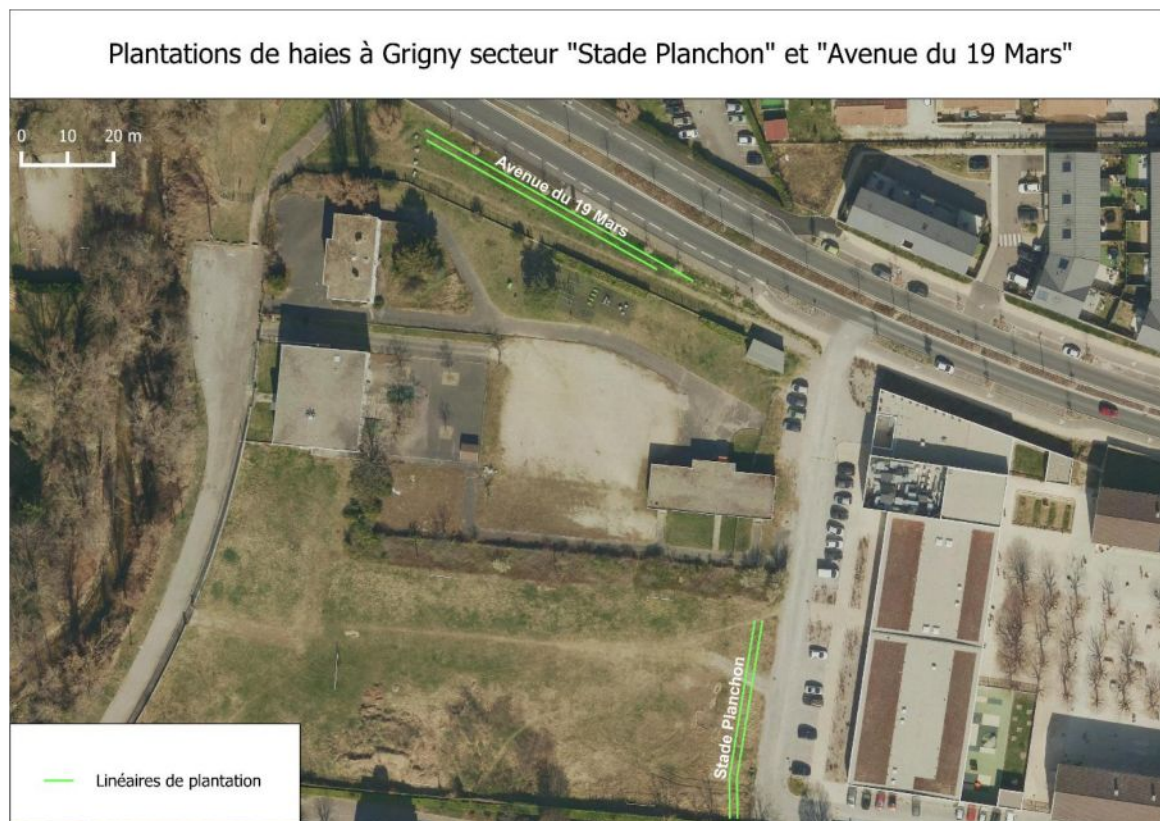 Plantations de haies à Grigny secteur "Stade Planchon" et "Avenue du 19 Mars"
0 10 20 m
Avenue du 19 Mars
Stade Planchon
Linéaires de plantation